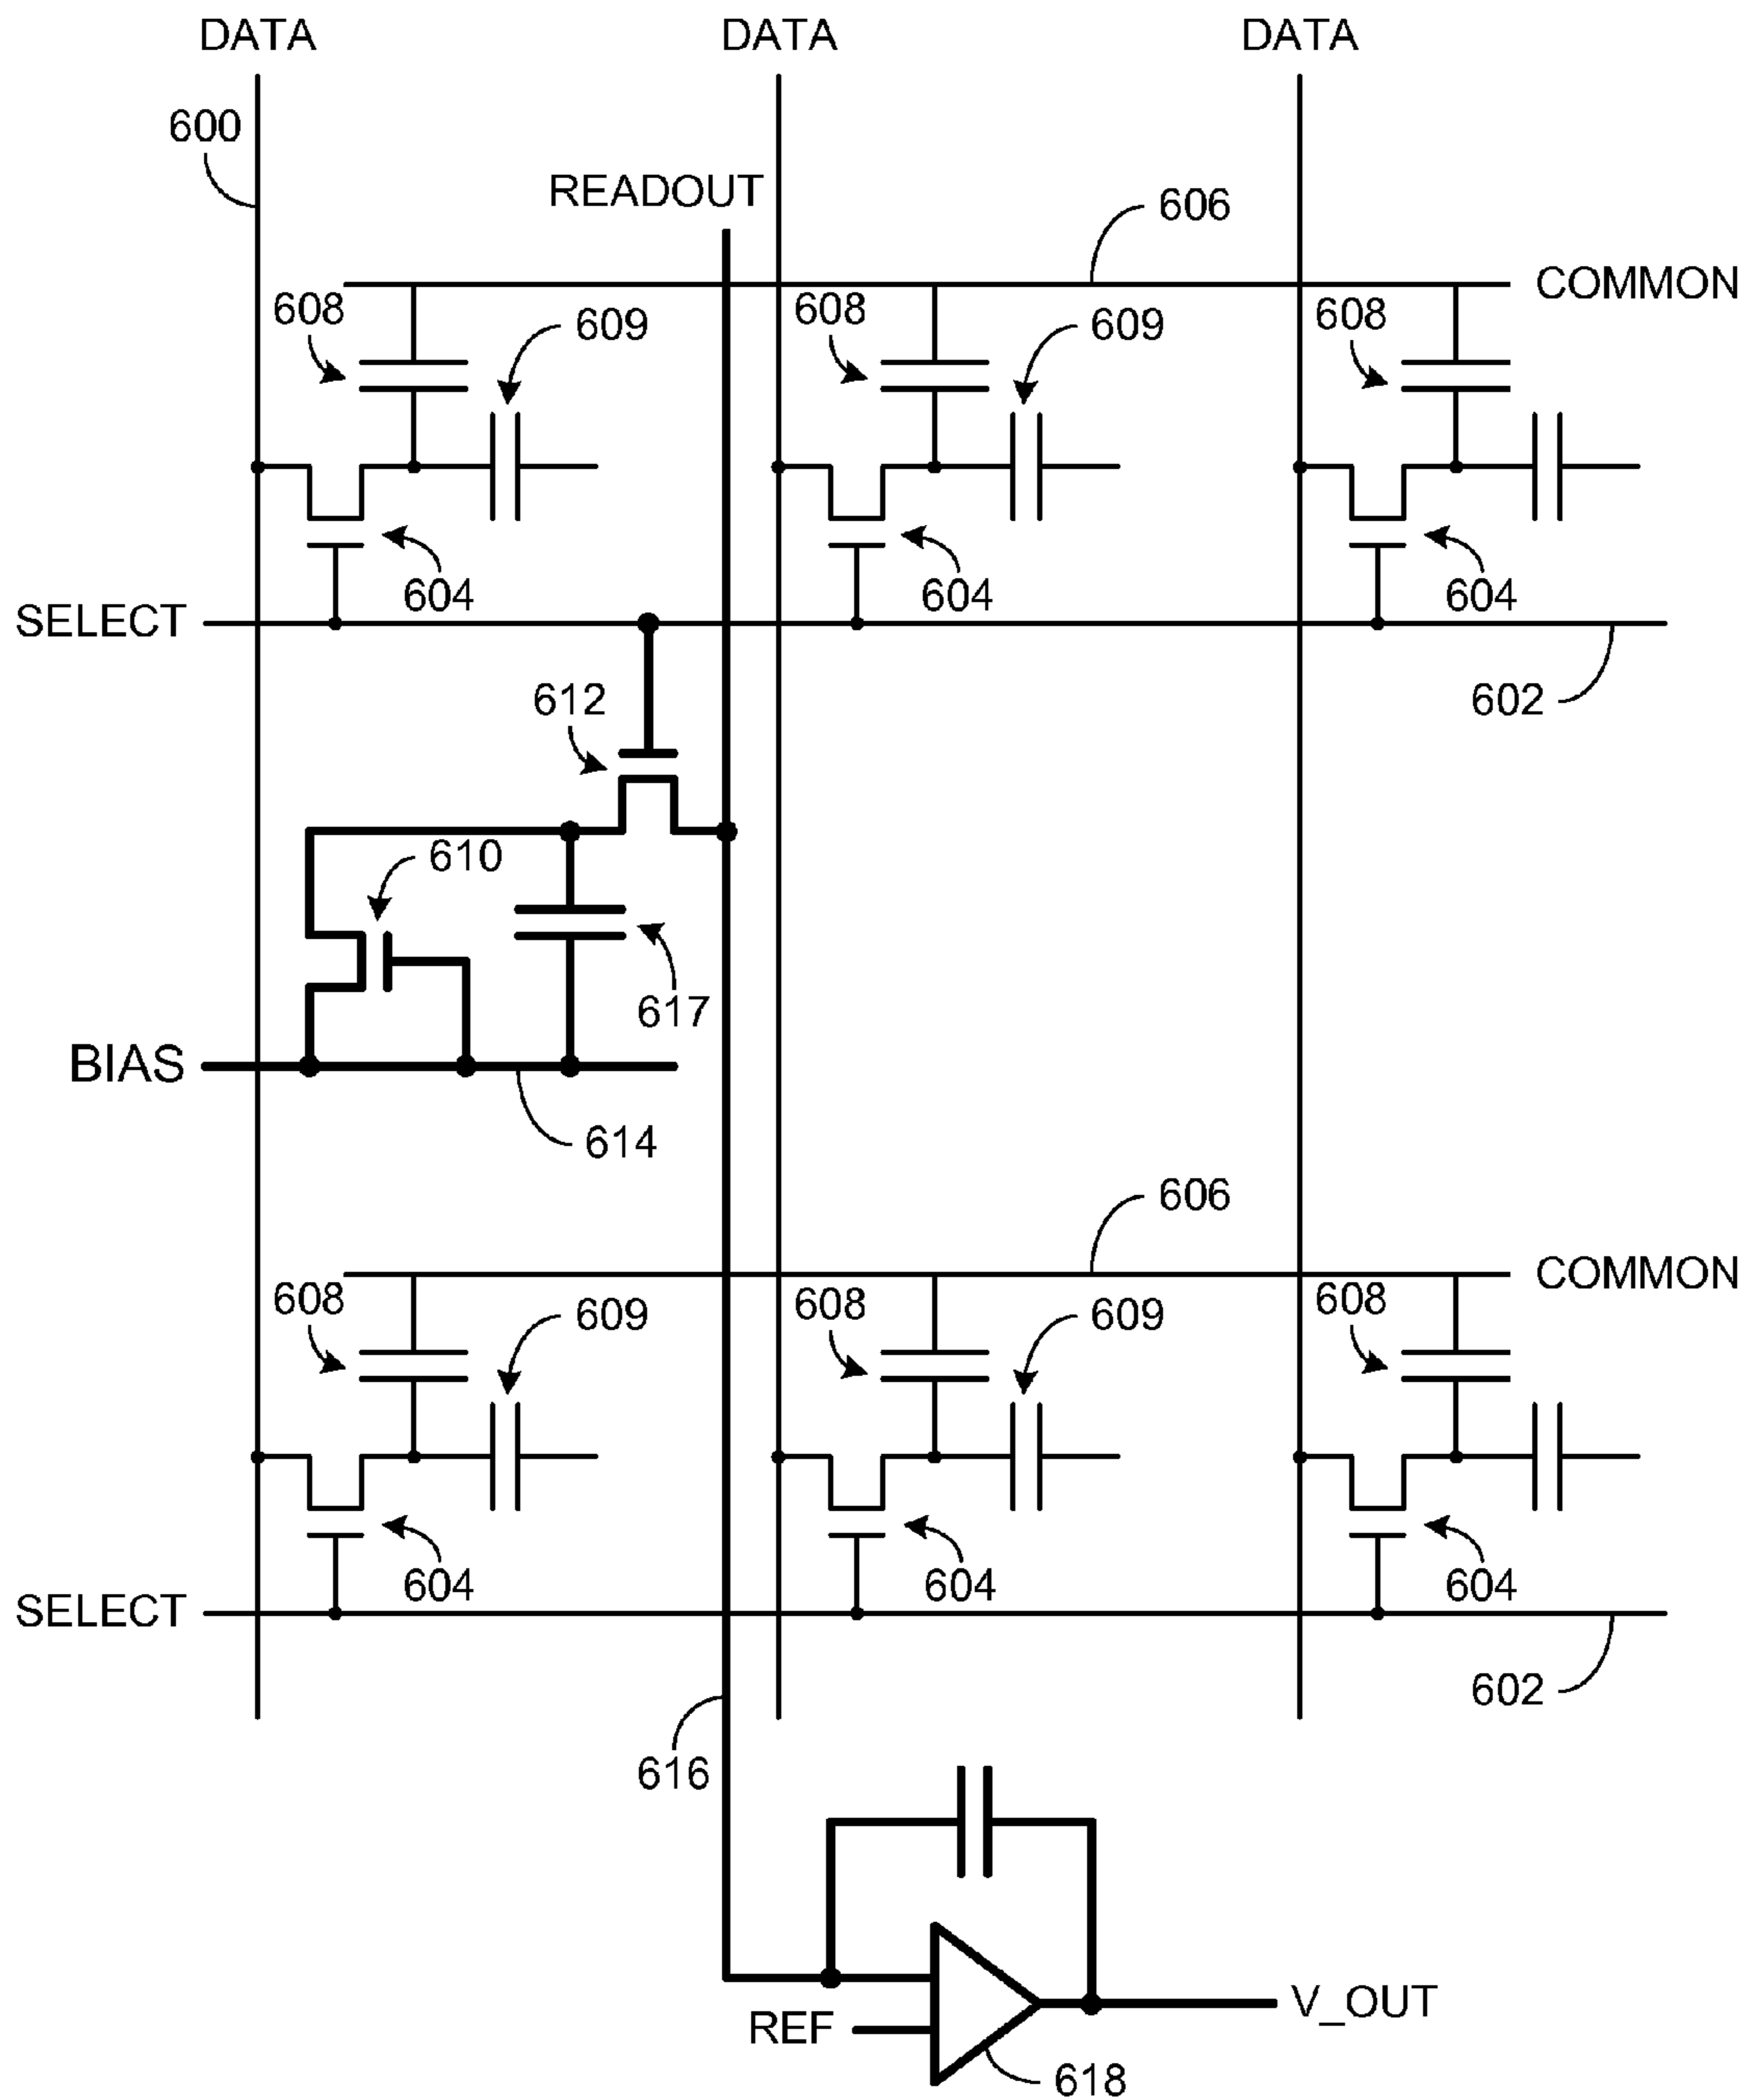 DATA DATA DATA
600
READOUT
606
COMMON
608 609 608 609 608
604 604 604
SELECT
612
602
610
617
BIAS
614
606
COMMON
608 609 608 609 608
604 604 604
SELECT
602
616
V_OUT
REF
618